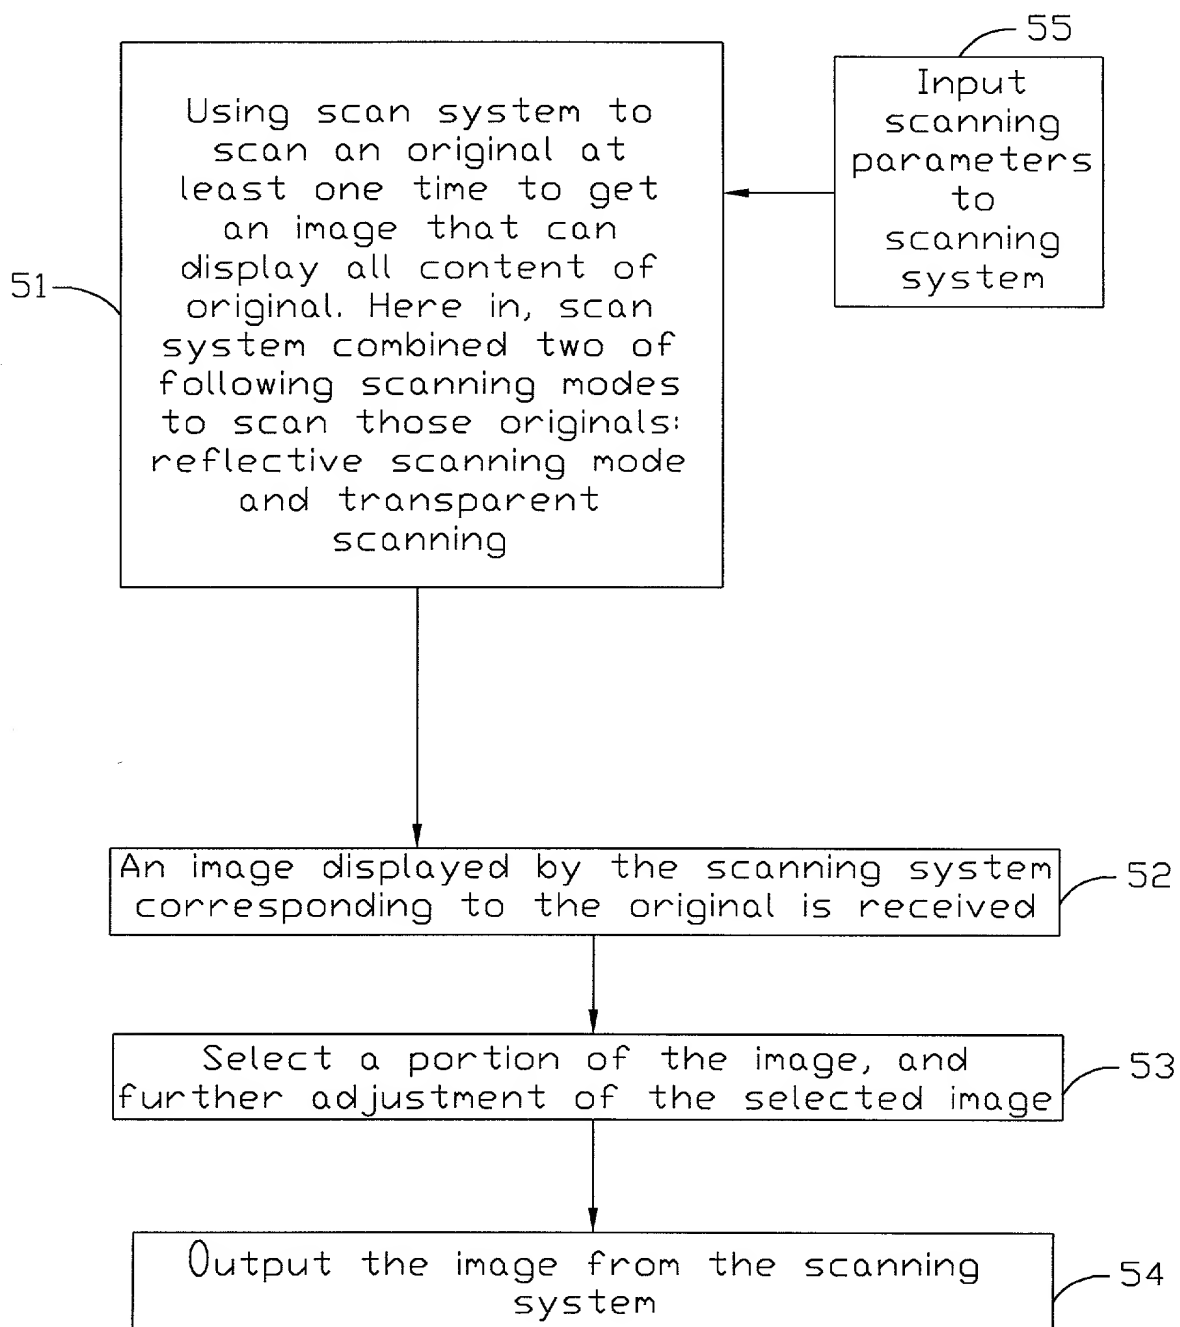 55
Input
scanning
parameters
to
scanning
system
51
Using scan system to
scan an original at
least one time to get
an image that can
display all content of
original. Here in, scan
system combined two of
following scanning modes
to scan those originals:
reflective scanning mode
and transparent
scanning
An image displayed by the scanning system
corresponding to the original is received
52
Select a portion of the image, and
further adjustment of the selected image
53
Output the image from the scanning
system
54